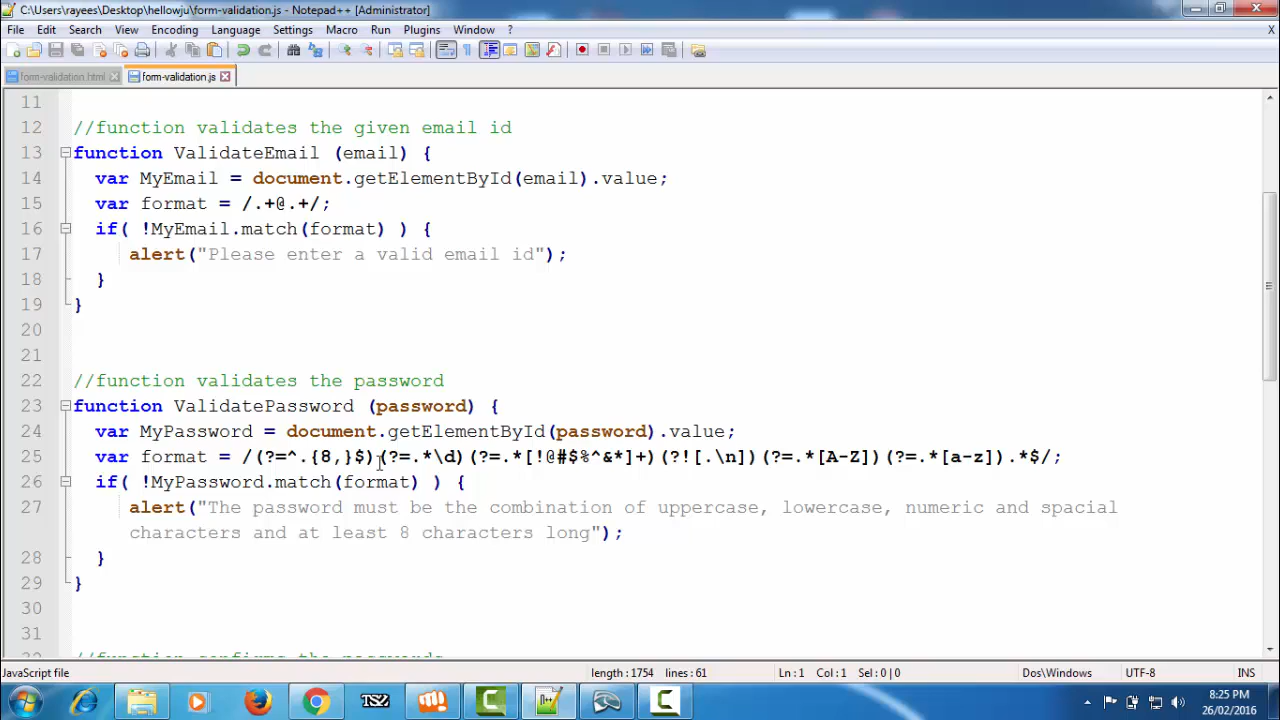 C:\Users\rayees\Desktop\hellowju\form-validation.js - Notepad++ [Administrator]
File Edit Search View Encoding Language Settings Macro Run Plugins Window ? X
form-validation.html form-validation.js
11
12 //function validates the given email id
13 function ValidateEmail (email) {
14 var MyEmail = document.getElementById(email).value;
15 var format = /.+@.+/;
16 if( !MyEmail.match(format) ) {
17 alert("Please enter a valid email id");
18 }
19 }
20
21
22 //function validates the password
23 function ValidatePassword (password) {
24 var MyPassword = document.getElementById(password).value;
25 var format = /(?=^.{8,}$)(?=.*\d)(?=.*[!@#$%^&*]+)(?![.\n])(?=.*[A-Z])(?=.*[a-z]).*$/;
26 if( !MyPassword.match(format) ) {
27 alert("The password must be the combination of uppercase, lowercase, numeric and spacial
characters and at least 8 characters long");
28 }
29 }
30
31
JavaScript file length : 1754 lines : 61 Ln : 1 Col : 1 Sel : 0 | 0 Dos\Windows UTF-8 INS
TS2
8:25 PM
26/02/2016